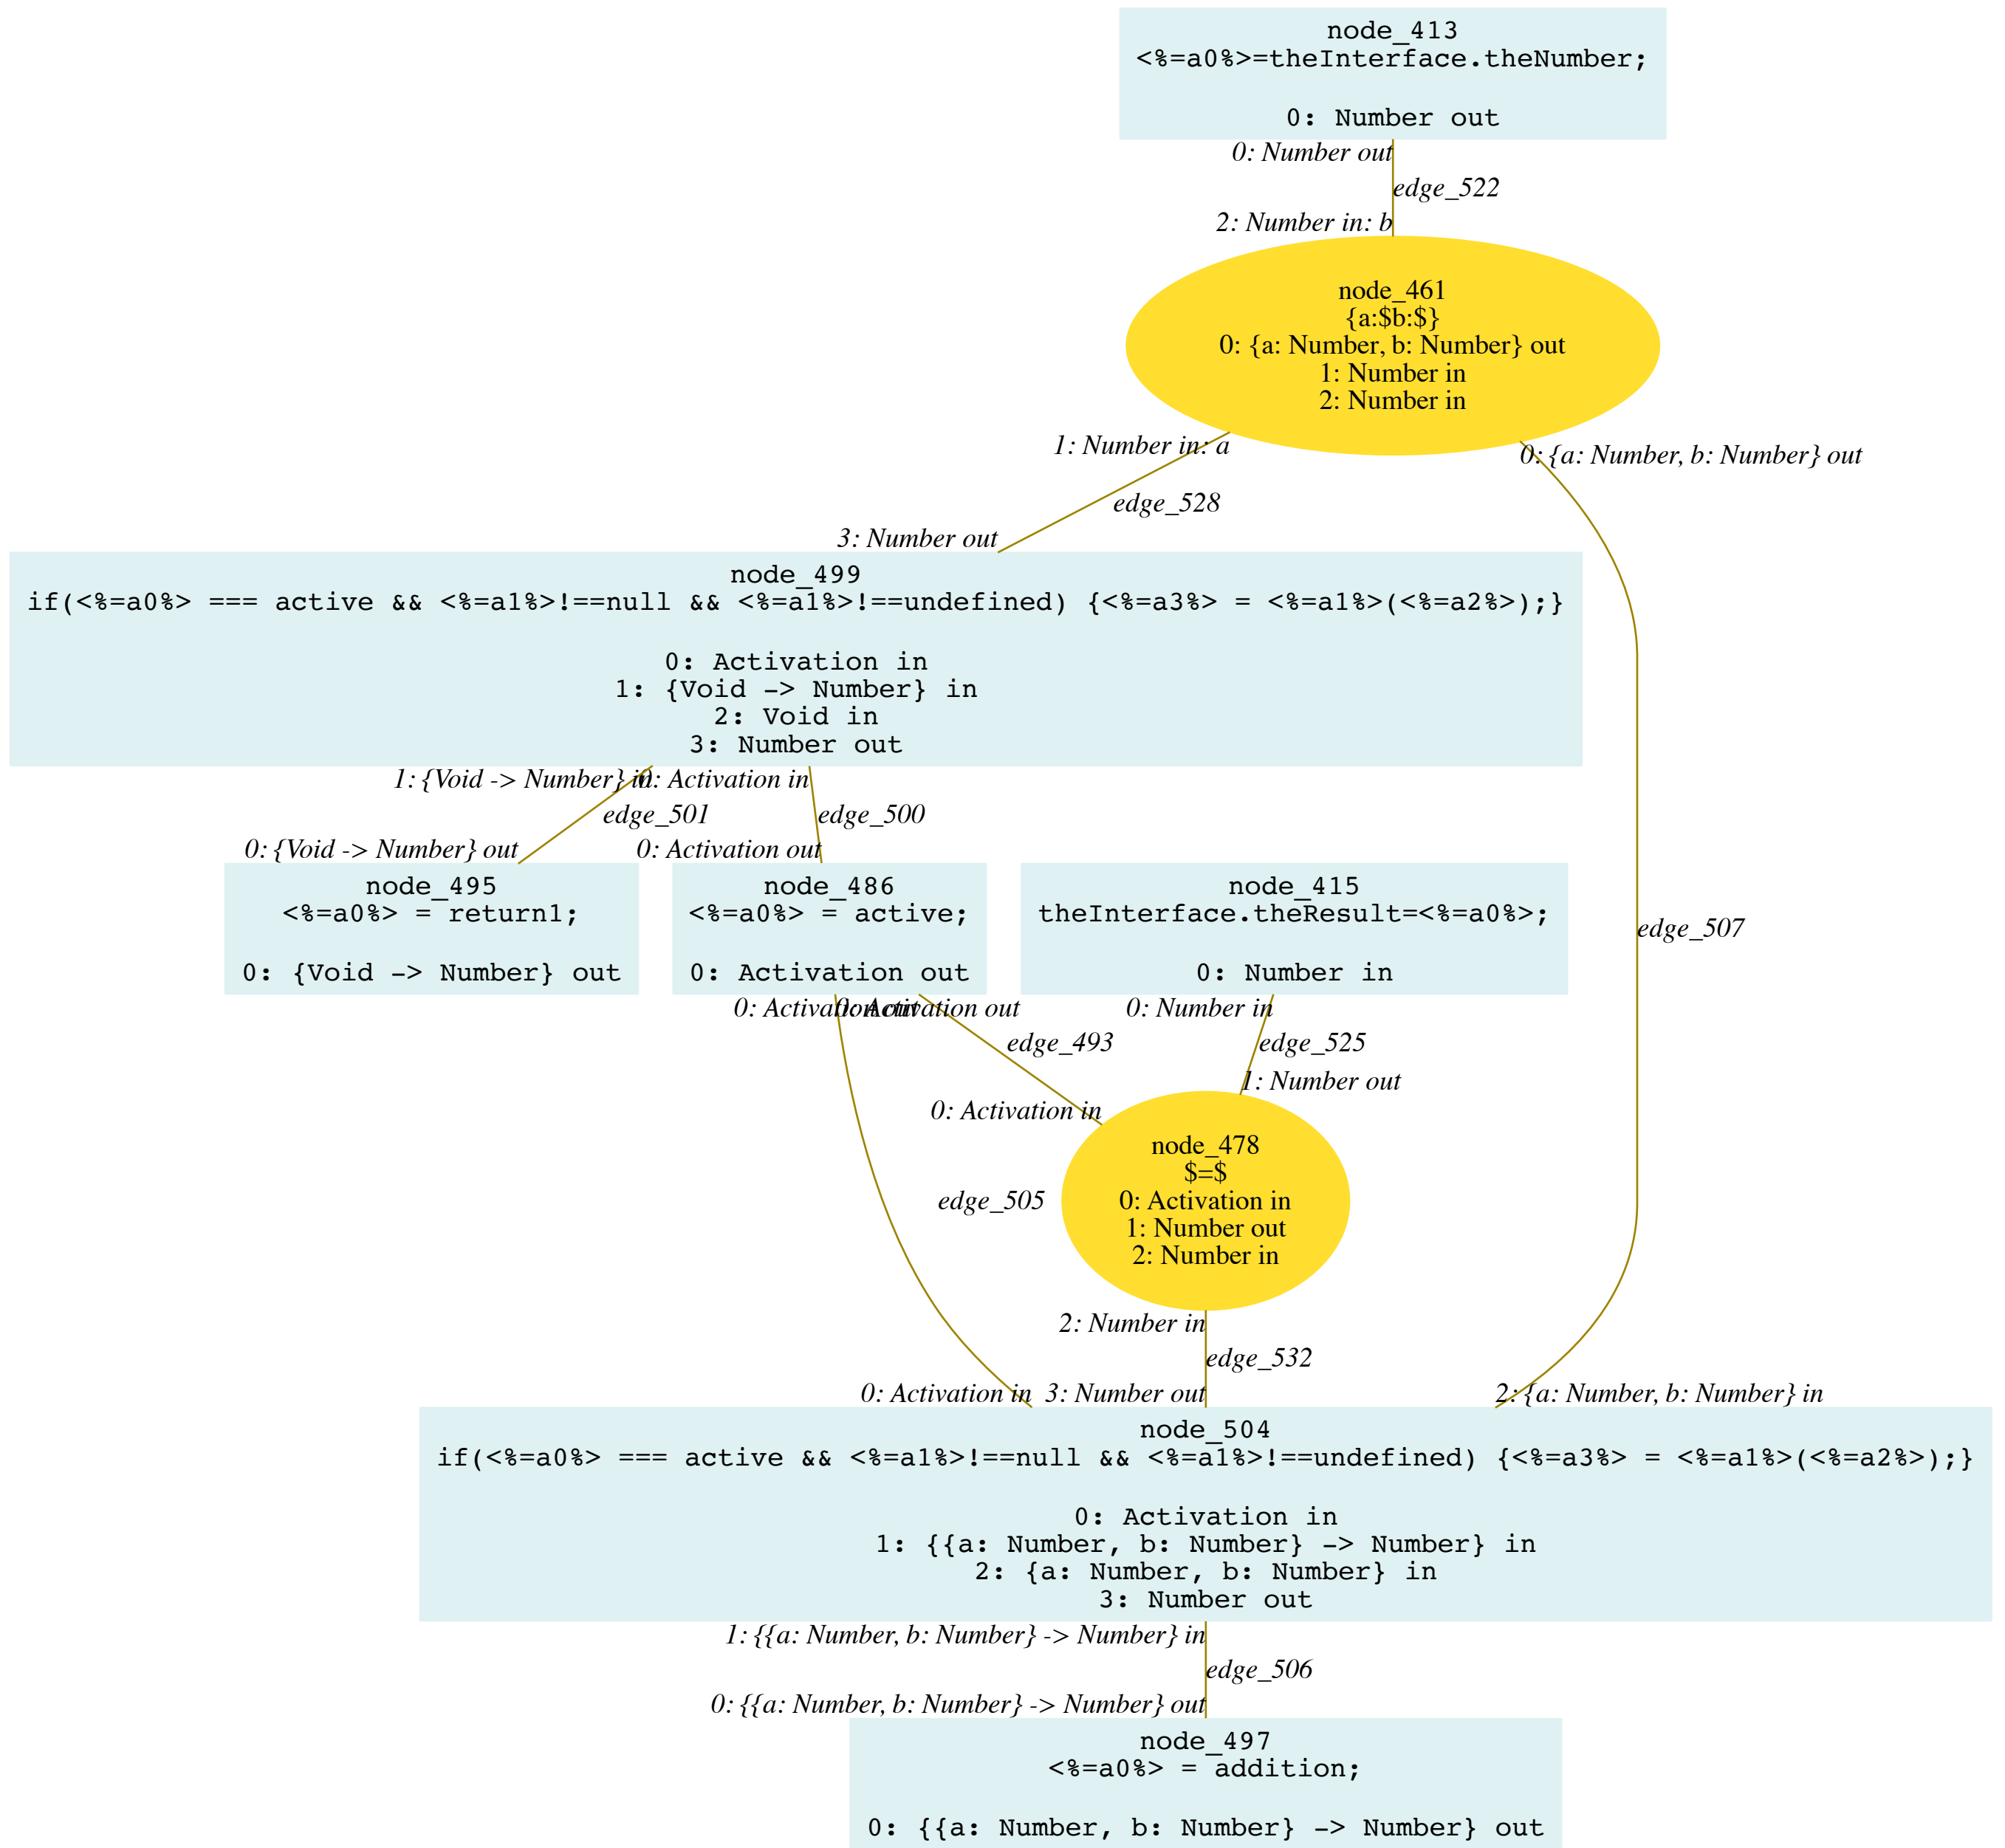 node_413
<%=a0%>=theInterface.theNumber;
0: Number out
0: Number out
edge_522
2: Number in: b
node_461
{a:$b:$}
0: {a: Number, b: Number} out
1: Number in
2: Number in
1: Number in: a
0: {a: Number, b: Number} out
edge_528
3: Number out
node_499
if(<%=a0%> === active && <%=a1%>!==null && <%=a1%>!==undefined) {<%=a3%> = <%=a1%>(<%=a2%>);}
0: Activation in
1: {Void -> Number} in
2: Void in
3: Number out
1: {Void -> Number} in
0: Activation in
edge_501
edge_500
0: {Void -> Number} out
0: Activation out
node_495
<%=a0%> = return1;
0: {Void -> Number} out
node_486
<%=a0%> = active;
0: Activation out
node_415
theInterface.theResult=<%=a0%>;
0: Number in
edge_507
0: Activation out
0: Activation out
0: Number in
edge_493
edge_525
1: Number out
0: Activation in
node_478
$=$
0: Activation in
1: Number out
2: Number in
edge_505
2: Number in
edge_532
0: Activation in
3: Number out
2: {a: Number, b: Number} in
node_504
if(<%=a0%> === active && <%=a1%>!==null && <%=a1%>!==undefined) {<%=a3%> = <%=a1%>(<%=a2%>);}
0: Activation in
1: {{a: Number, b: Number} -> Number} in
2: {a: Number, b: Number} in
3: Number out
1: {{a: Number, b: Number} -> Number} in
edge_506
0: {{a: Number, b: Number} -> Number} out
node_497
<%=a0%> = addition;
0: {{a: Number, b: Number} -> Number} out